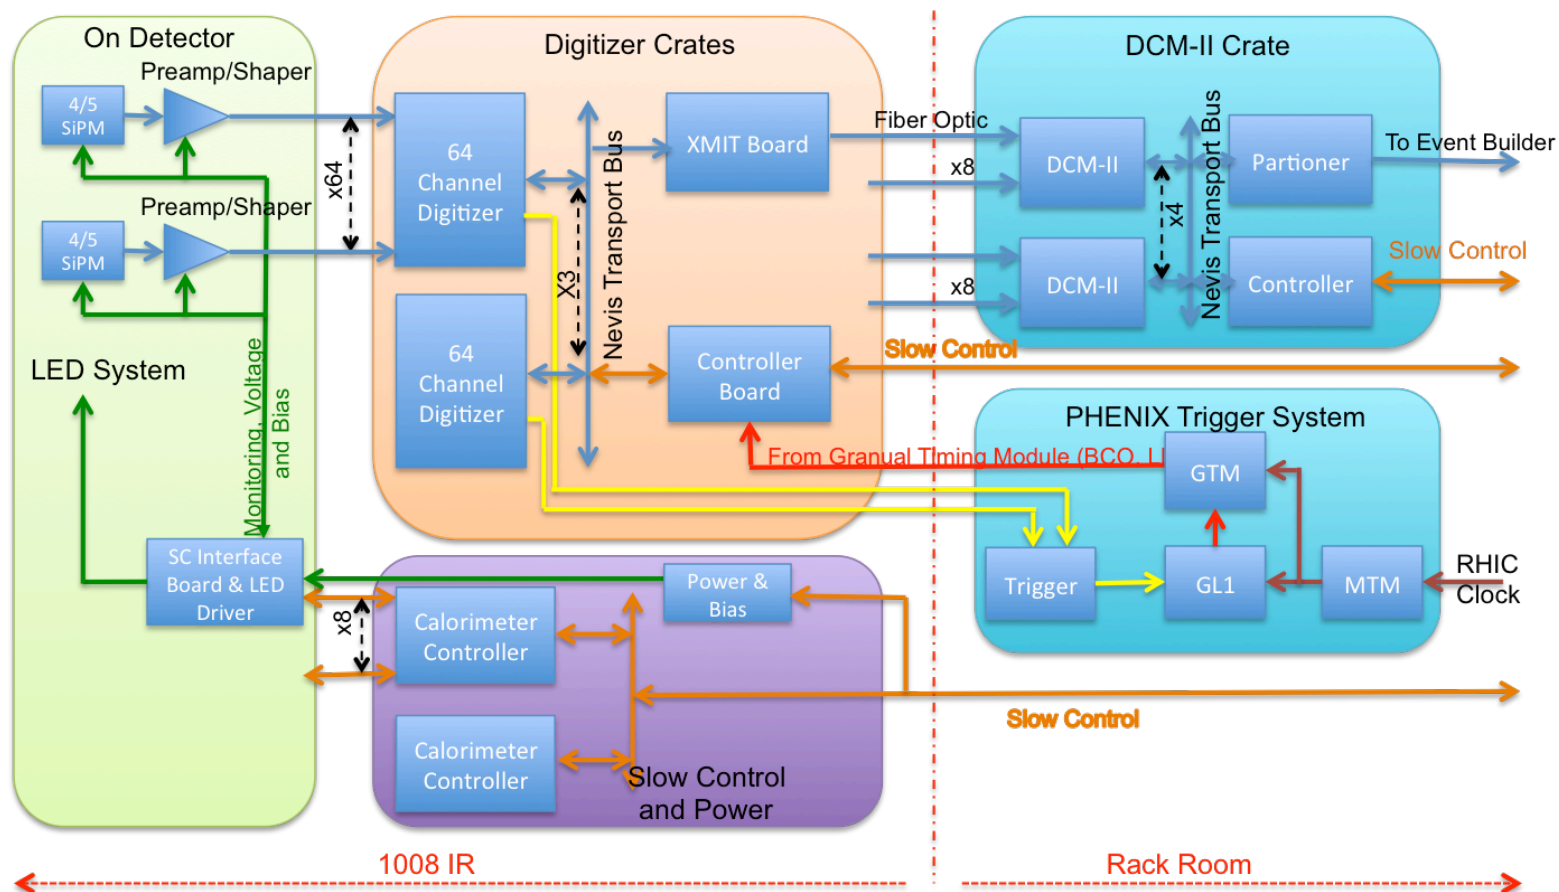 On Detector
Preamp/Shaper
4/5
SiPM
Preamp/Shaper
4/5
SiPM
x64
LED System
Monitoring, Voltage
and Bias
SC Interface
Board & LED
Driver
x8
Digitizer Crates
64
Channel
Digitizer
64
Channel
Digitizer
X3
Nevis Transport Bus
XMIT Board
Controller
Board
Fiber Optic
x8
x8
Slow Control
From Granual Timing Module (BCO, L
DCM-II Crate
DCM-II
DCM-II
x4
Nevis Transport Bus
Partioner
Controller
To Event Builder
Slow Control
PHENIX Trigger System
GTM
Trigger
GL1
MTM
RHIC
Clock
Power &
Bias
Calorimeter
Controller
Calorimeter
Controller
Slow Control
and Power
Slow Control
1008 IR
Rack Room